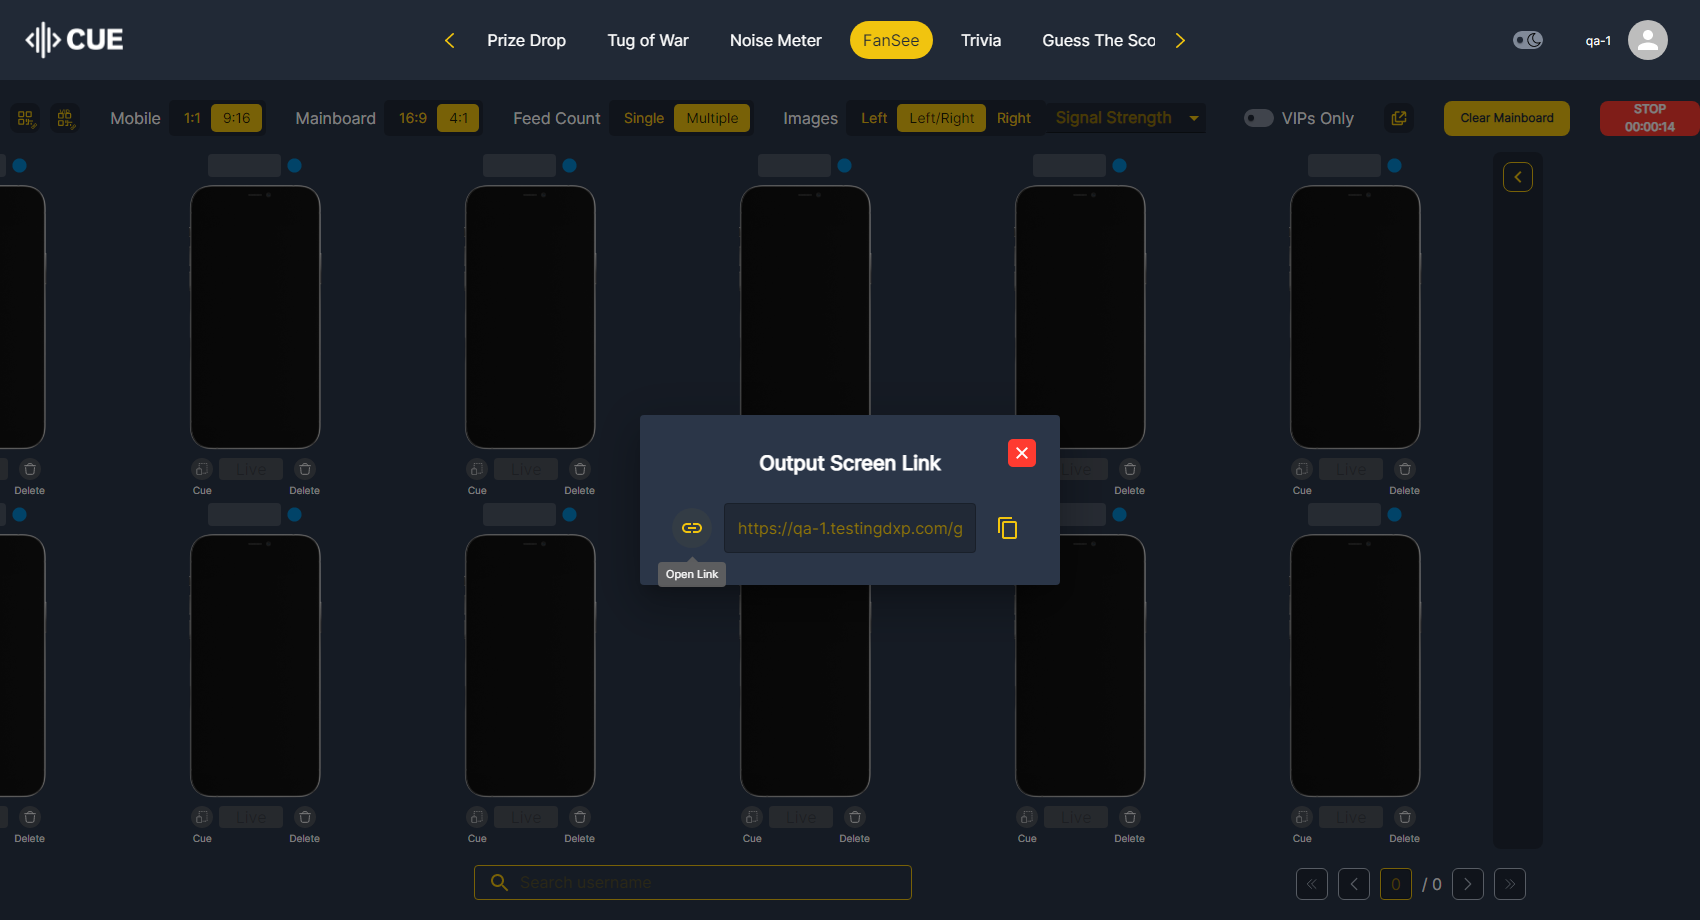 CUE
Prize Drop Tug of War Noise Meter FanSee Trivia Guess The Sco
qa-1
Mobile 1:1 9:16 Mainboard 16:9 4:1 Feed Count Single Multiple Images Left Left/Right Right Signal Strength VIPs Only Clear Mainboard STOP
00:00:14
Live Live Live Live
Delete Cue Delete Cue Delete Delete Cue Delete
Output Screen Link
https://qa-1.testingdxp.com/g
Open Link
Live Live Live Live Live
Delete Cue Delete Cue Delete Cue Delete Cue Delete Cue Delete
Search username
0 / 0